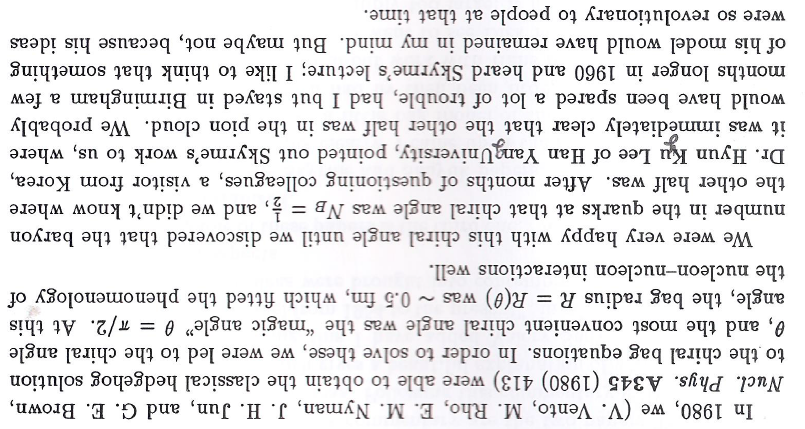 In 1980, we (V. Vento, M. Rho, E. M. Nyman, J. H. Jun, and G. E. Brown,
Nucl. Phys. A345 (1980) 413) were able to obtain the classical hedgehog solution
to the chiral bag equations. In order to solve these, we were led to the chiral angle
θ, and the most convenient chiral angle was the "magic angle" θ = π/2. At this
angle, the bag radius R = R(θ) was ~ 0.5 fm, which fitted the phenomenology of
the nucleon–nucleon interactions well.
We were very happy with this chiral angle until we discovered that the baryon
number in the quarks at that chiral angle was N_B = 1/2, and we didn't know where
the other half was. After months of questioning colleagues, a visitor from Korea,
Dr. Hyun Kyu Lee of Han YangUniversity, pointed out Skyrme's work to us, where
it was immediately clear that the other half was in the pion cloud. We probably
would have been spared a lot of trouble, had I but stayed in Birmingham a few
months longer in 1960 and heard Skyrme's lecture; I like to think that something
of his model would have remained in my mind. But maybe not, because his ideas
were so revolutionary to people at that time.